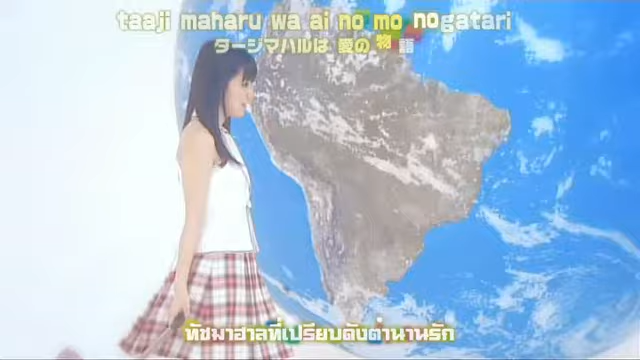 taaji maharu wa ai no mo nogatari
タージマハルは 愛の 物 語
ทัชมาฮาลที่เปรียบดังตำนานรัก